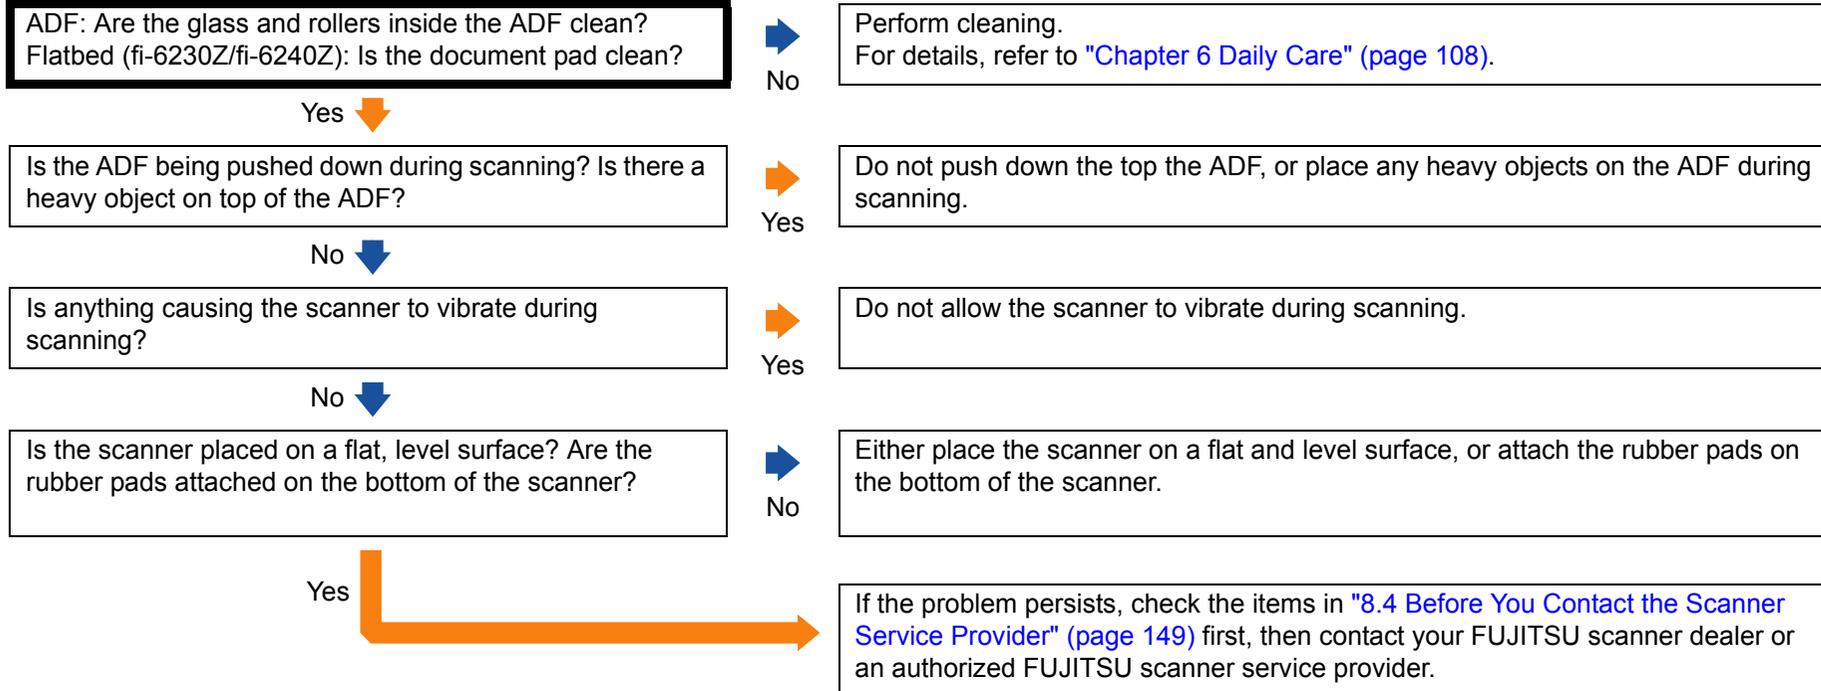 ADF: Are the glass and rollers inside the ADF clean?
Flatbed (fi-6230Z/fi-6240Z): Is the document pad clean?
No
Perform cleaning.
For details, refer to "Chapter 6 Daily Care" (page 108).
Yes
Is the ADF being pushed down during scanning? Is there a
heavy object on top of the ADF?
Yes
Do not push down the top the ADF, or place any heavy objects on the ADF during
scanning.
No
Is anything causing the scanner to vibrate during
scanning?
Yes
Do not allow the scanner to vibrate during scanning.
No
Is the scanner placed on a flat, level surface? Are the
rubber pads attached on the bottom of the scanner?
No
Either place the scanner on a flat and level surface, or attach the rubber pads on
the bottom of the scanner.
Yes
If the problem persists, check the items in "8.4 Before You Contact the Scanner
Service Provider" (page 149) first, then contact your FUJITSU scanner dealer or
an authorized FUJITSU scanner service provider.